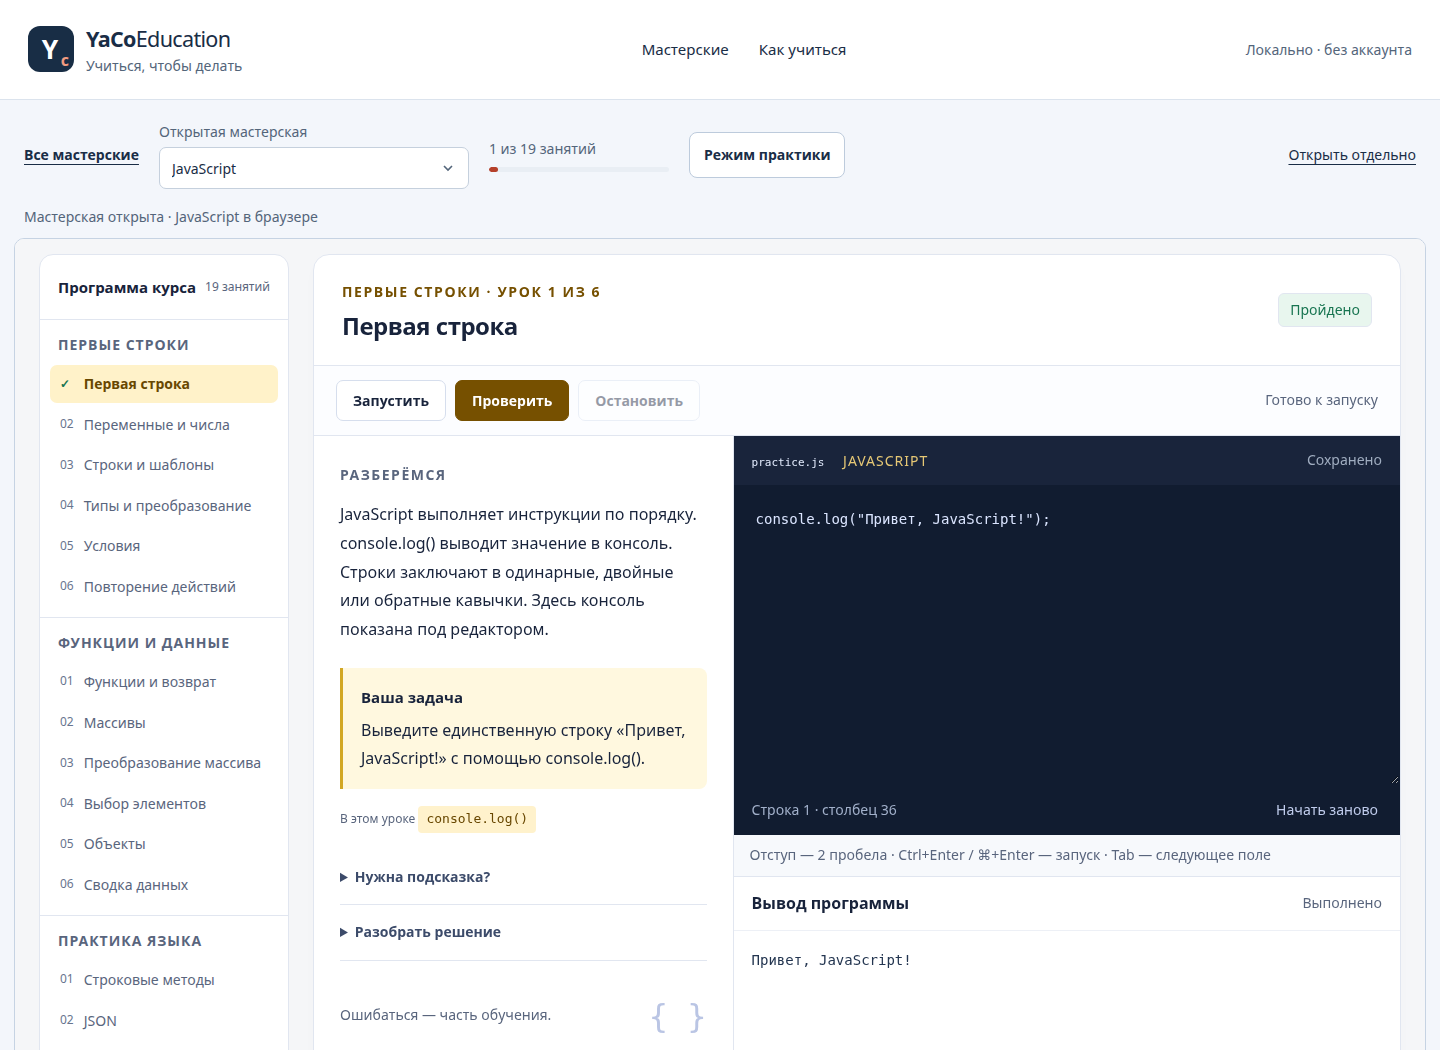 Yc
YaCoEducation
Учиться, чтобы делать
Мастерские
Как учиться
Локально · без аккаунта
Все мастерские
Открытая мастерская
JavaScript
1 из 19 занятий
Режим практики
Открыть отдельно
Мастерская открыта · JavaScript в браузере
Программа курса
19 занятий
ПЕРВЫЕ СТРОКИ
✓ Первая строка
02 Переменные и числа
03 Строки и шаблоны
04 Типы и преобразование
05 Условия
06 Повторение действий
ФУНКЦИИ И ДАННЫЕ
01 Функции и возврат
02 Массивы
03 Преобразование массива
04 Выбор элементов
05 Объекты
06 Сводка данных
ПРАКТИКА ЯЗЫКА
01 Строковые методы
02 JSON
ПЕРВЫЕ СТРОКИ · УРОК 1 ИЗ 6
Первая строка
Пройдено
Запустить
Проверить
Остановить
Готово к запуску
РАЗБЕРЁМСЯ
JavaScript выполняет инструкции по порядку.
console.log() выводит значение в консоль.
Строки заключают в одинарные, двойные
или обратные кавычки. Здесь консоль
показана под редактором.
Ваша задача
Выведите единственную строку «Привет,
JavaScript!» с помощью console.log().
В этом уроке console.log()
▶ Нужна подсказка?
▶ Разобрать решение
Ошибаться — часть обучения.
{ }
practice.js
JAVASCRIPT
Сохранено
console.log("Привет, JavaScript!");
Строка 1 · столбец 36
Начать заново
Отступ — 2 пробела · Ctrl+Enter / ⌘+Enter — запуск · Tab — следующее поле
Вывод программы
Выполнено
Привет, JavaScript!